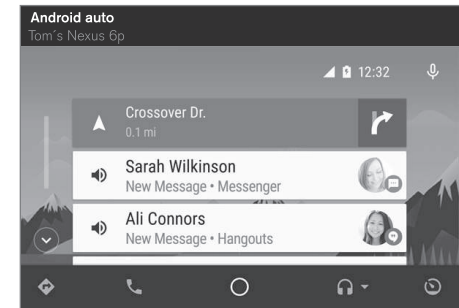 Android auto
Tom´s Nexus 6p
12:32
Crossover Dr.
0.1 mi
Sarah Wilkinson
New Message • Messenger
Ali Connors
New Message • Hangouts